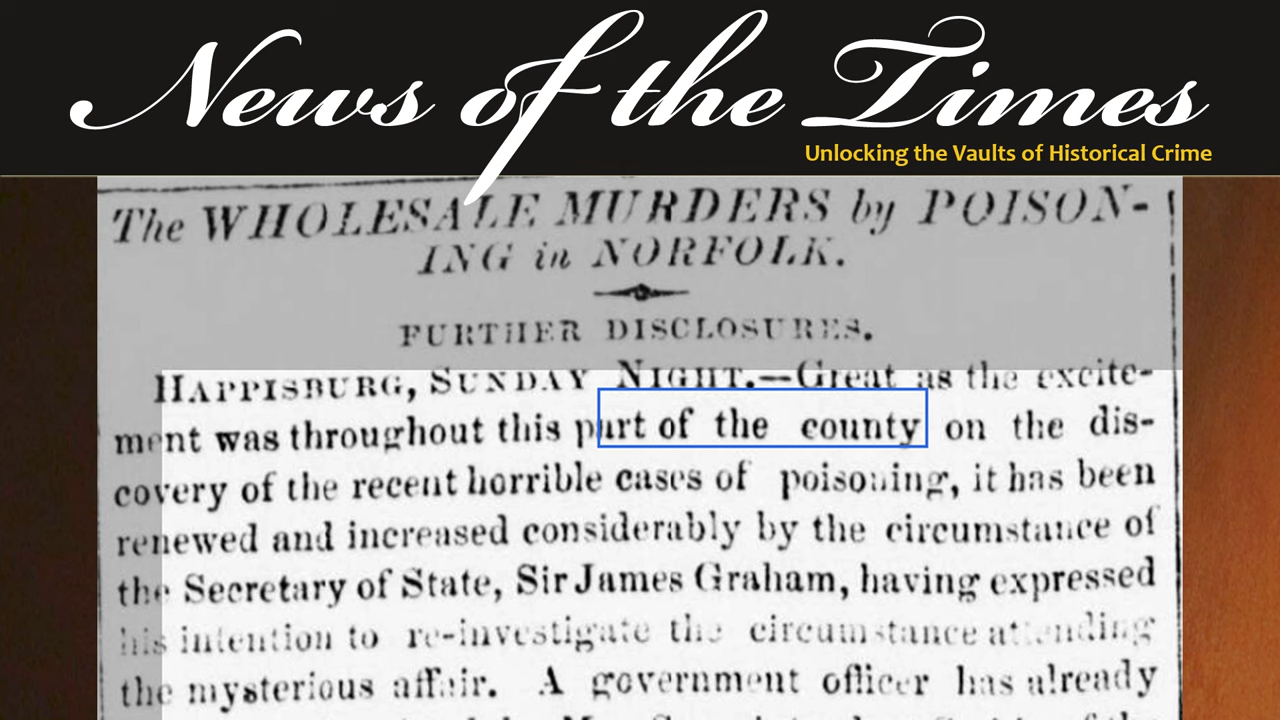 News of the Times
Unlocking the Vaults of Historical Crime
The WHOLESALE MURDERS by POISON-
ING in NORFOLK.
FURTHER DISCLOSURES.
HAPPISBURG, SUNDAY NIGHT.—Great as the excite-
ment was throughout this part of the county on the dis-
covery of the recent horrible cases of poisoning, it has been
renewed and increased considerably by the circumstance of
the Secretary of State, Sir James Graham, having expressed
his intention to re-investigate the circumstance attending
the mysterious affair. A government officer has already